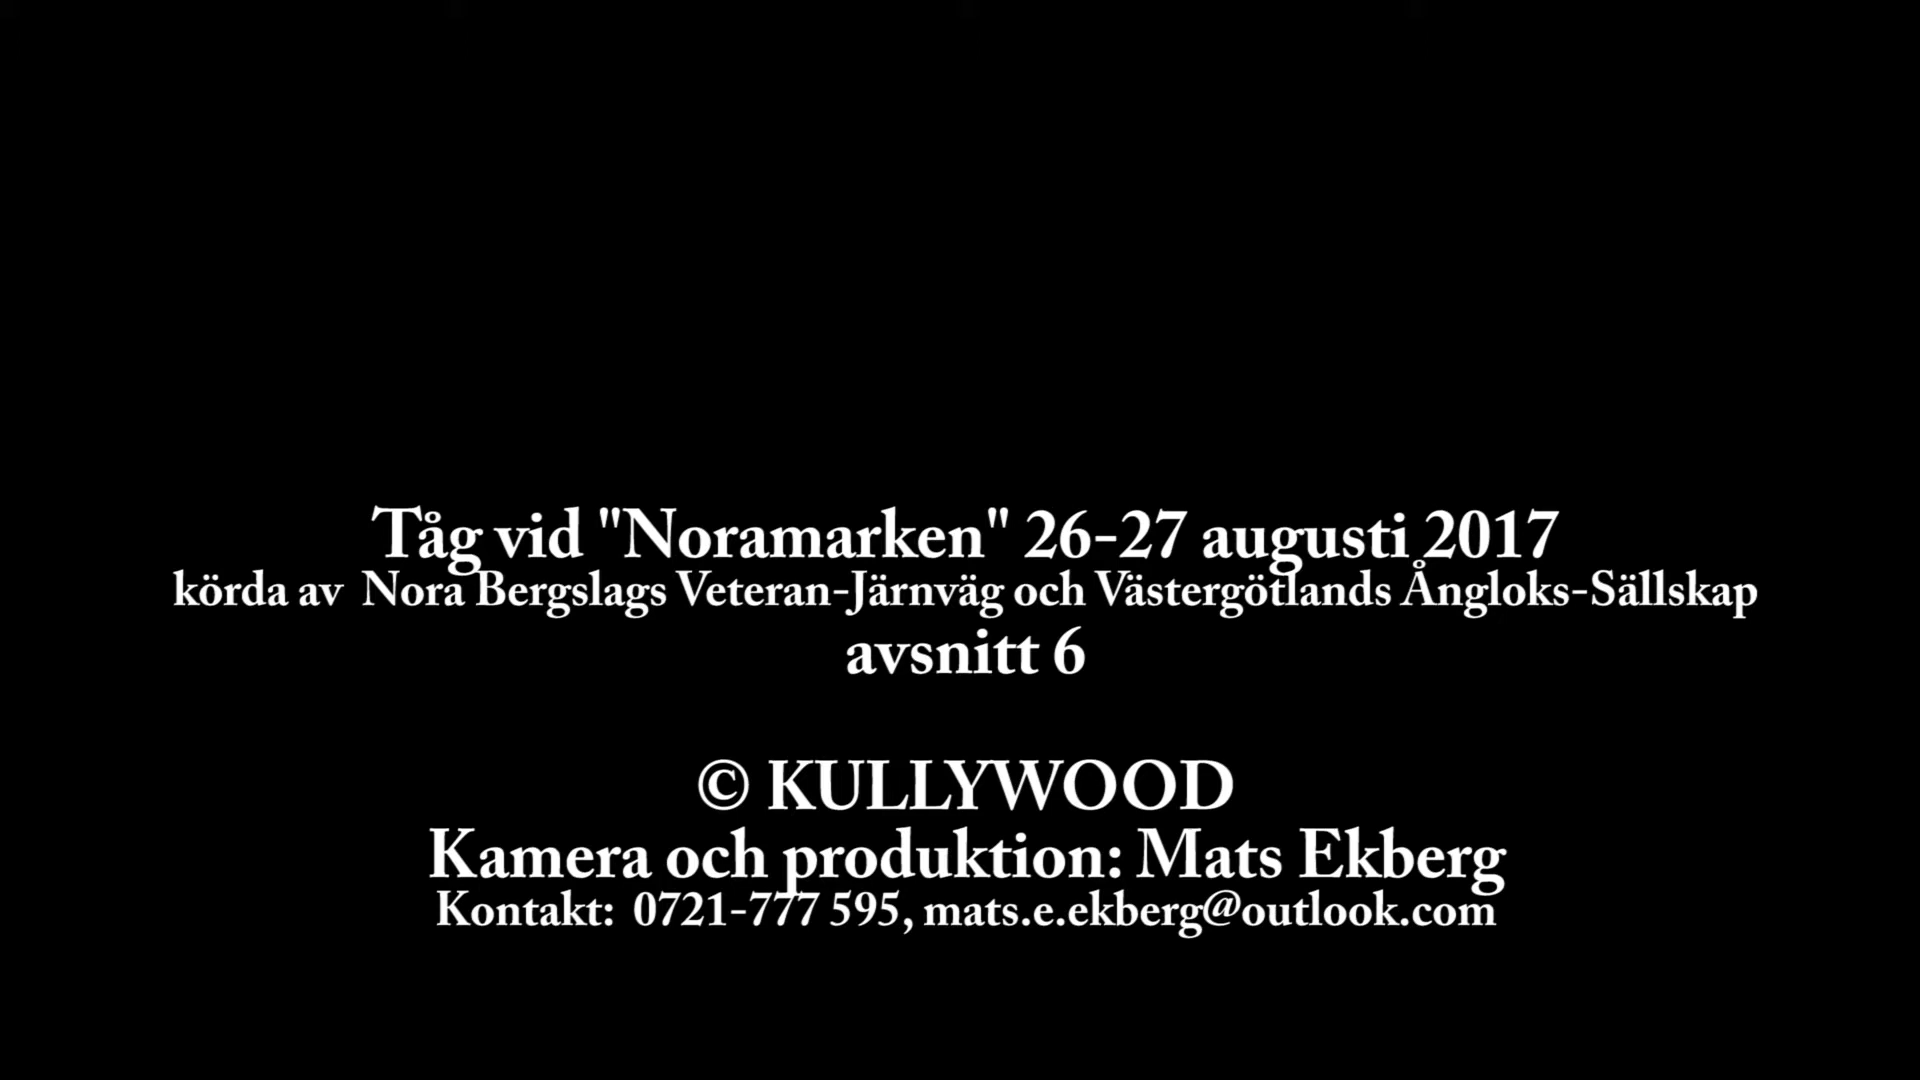 Tåg vid "Noramarken" 26-27 augusti 2017
körda av  Nora Bergslags Veteran-Järnväg och Västergötlands Ångloks-Sällskap
avsnitt 6
© KULLYWOOD
Kamera och produktion: Mats Ekberg
Kontakt:  0721-777 595, mats.e.ekberg@outlook.com